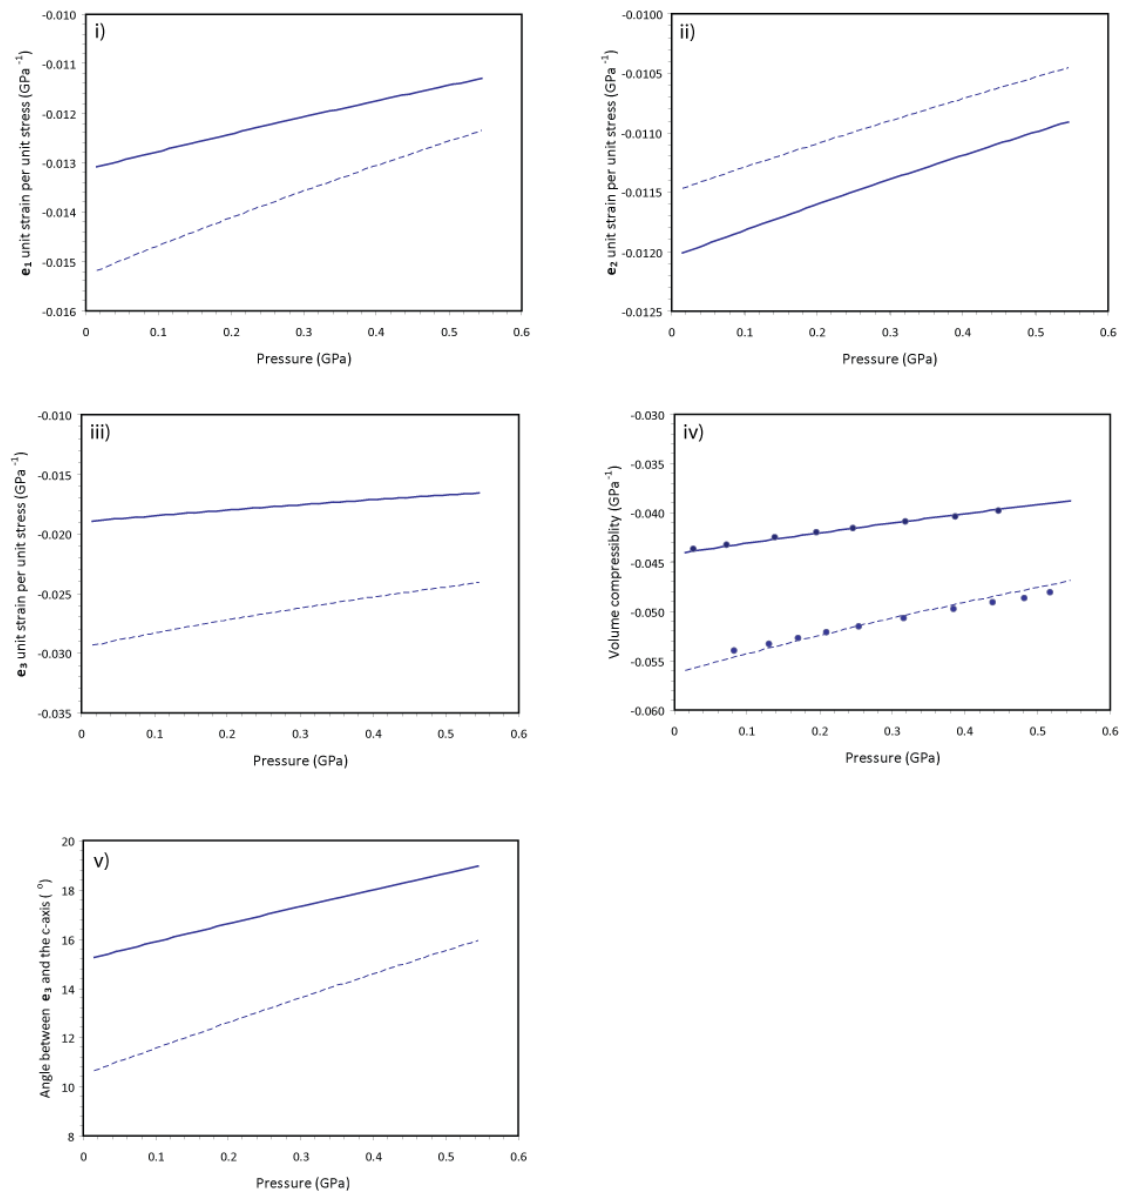 i)
-0.010
-0.011
-0.012
-0.013
-0.014
-0.015
-0.016
e1 unit strain per unit stress (GPa-1)
0 0.1 0.2 0.3 0.4 0.5 0.6
Pressure (GPa)
ii)
-0.0100
-0.0105
-0.0110
-0.0115
-0.0120
-0.0125
e2 unit strain per unit stress (GPa-1)
0 0.1 0.2 0.3 0.4 0.5 0.6
Pressure (GPa)
iii)
-0.010
-0.015
-0.020
-0.025
-0.030
-0.035
e3 unit strain per unit stress (GPa-1)
0 0.1 0.2 0.3 0.4 0.5 0.6
Pressure (GPa)
iv)
-0.030
-0.035
-0.040
-0.045
-0.050
-0.055
-0.060
Volume compressiblity (GPa-1)
0 0.1 0.2 0.3 0.4 0.5 0.6
Pressure (GPa)
v)
20
18
16
14
12
10
8
Angle between e3 and the c-axis (°)
0 0.1 0.2 0.3 0.4 0.5 0.6
Pressure (GPa)